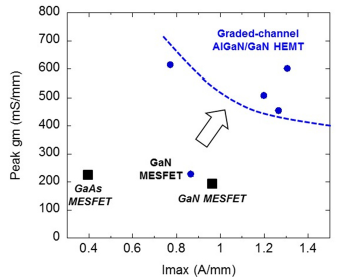 800
700
600
500
400
300
200
100
0
Peak gm (mS/mm)
Graded-channel
AlGaN/GaN HEMT
GaN
MESFET
GaAs
MESFET
GaN MESFET
0.4
0.6
0.8
1
1.2
1.4
Imax (A/mm)